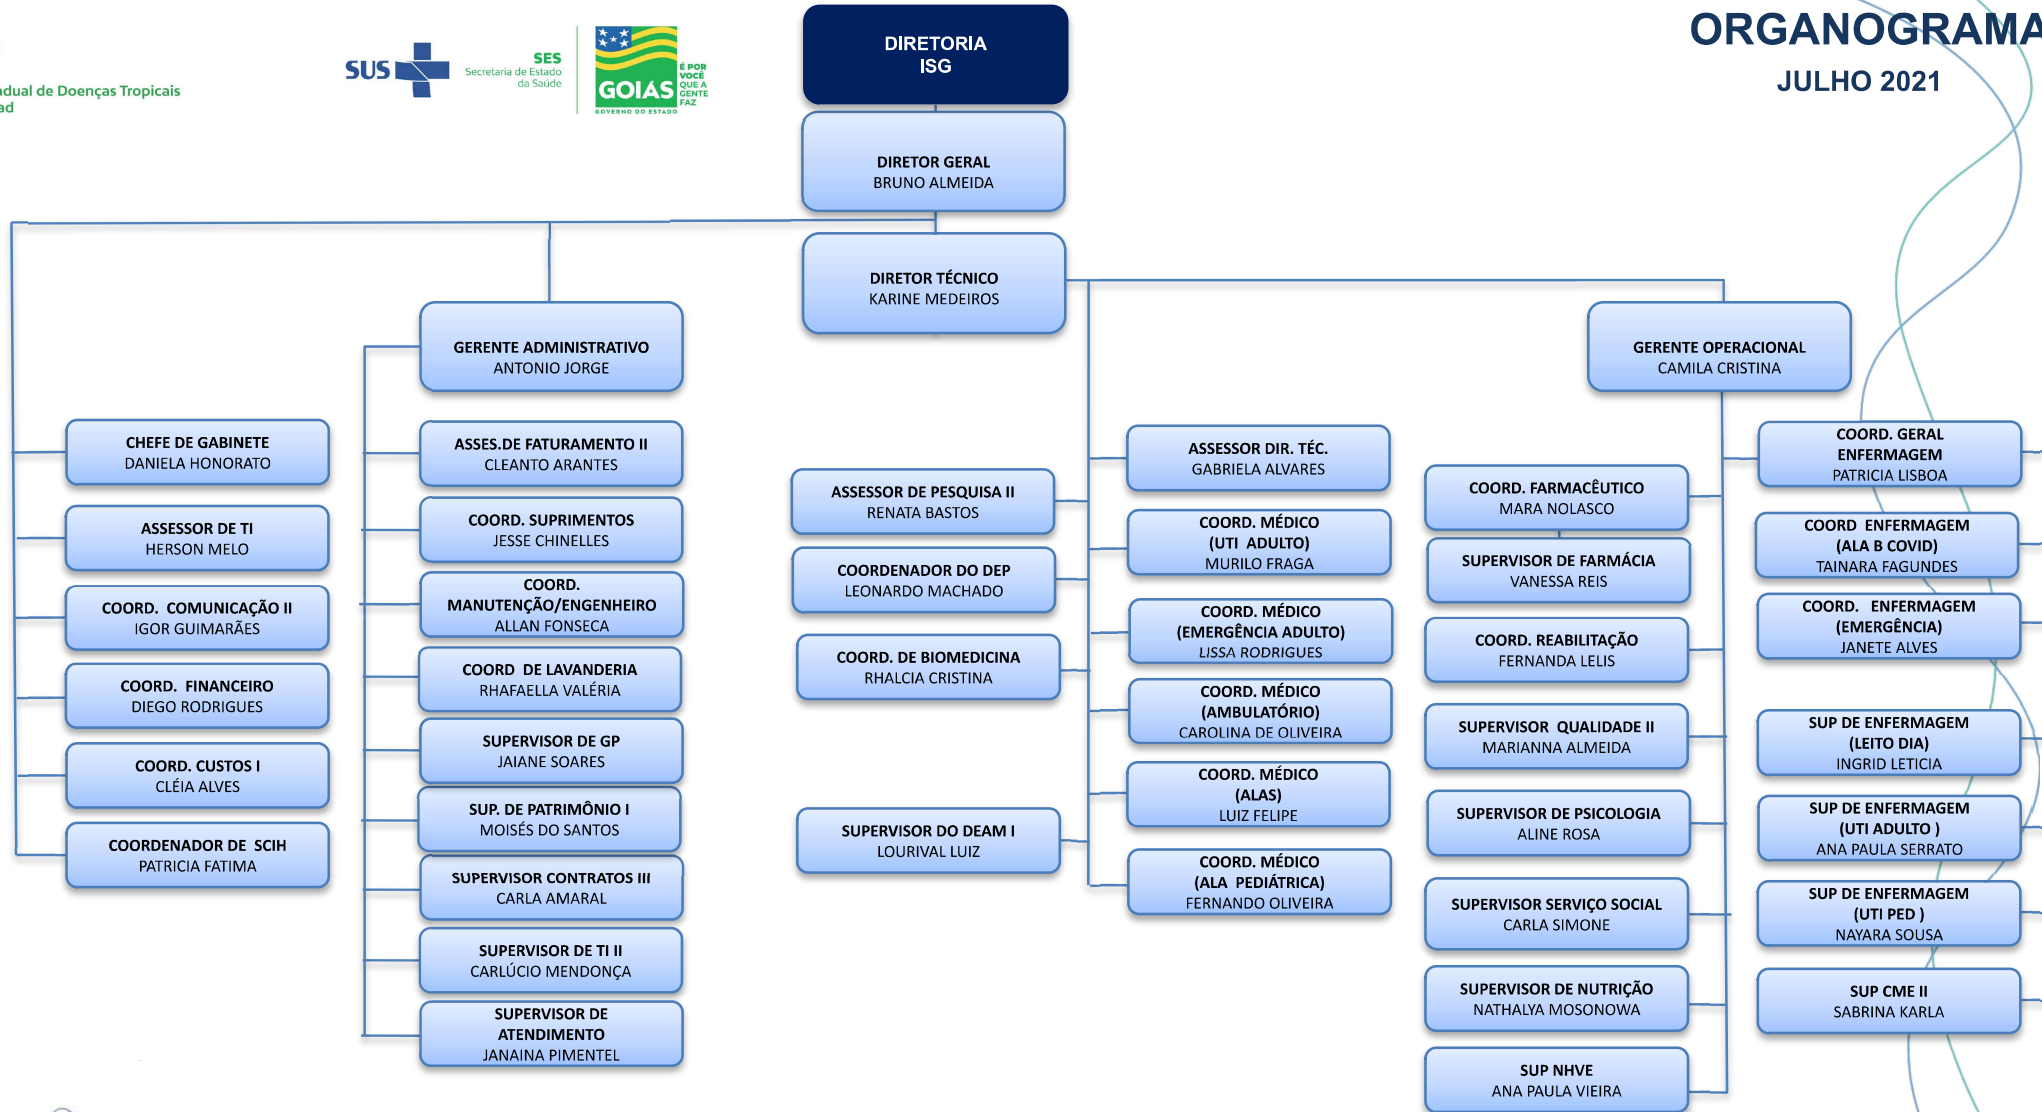 ORGANOGRAMA
JULHO 2021
dual de Doenças Tropicais
ad
SUS
SES
Secretaria de Estado
da Saúde
GOIÁS
GOVERNO DO ESTADO
É POR
VOCÊ
QUE A
GENTE
FAZ
DIRETORIA
ISG
DIRETOR GERAL
BRUNO ALMEIDA
DIRETOR TÉCNICO
KARINE MEDEIROS
GERENTE ADMINISTRATIVO
ANTONIO JORGE
GERENTE OPERACIONAL
CAMILA CRISTINA
CHEFE DE GABINETE
DANIELA HONORATO
ASSESSOR DE TI
HERSON MELO
COORD. COMUNICAÇÃO II
IGOR GUIMARÃES
COORD. FINANCEIRO
DIEGO RODRIGUES
COORD. CUSTOS I
CLÉIA ALVES
COORDENADOR DE SCIH
PATRICIA FATIMA
ASSES.DE FATURAMENTO II
CLEANTO ARANTES
COORD. SUPRIMENTOS
JESSE CHINELLES
COORD.
MANUTENÇÃO/ENGENHEIRO
ALLAN FONSECA
COORD DE LAVANDERIA
RHAFAELLA VALÉRIA
SUPERVISOR DE GP
JAIANE SOARES
SUP. DE PATRIMÔNIO I
MOISÉS DO SANTOS
SUPERVISOR CONTRATOS III
CARLA AMARAL
SUPERVISOR DE TI II
CARLÚCIO MENDONÇA
SUPERVISOR DE
ATENDIMENTO
JANAINA PIMENTEL
ASSESSOR DE PESQUISA II
RENATA BASTOS
COORDENADOR DO DEP
LEONARDO MACHADO
COORD. DE BIOMEDICINA
RHALCIA CRISTINA
SUPERVISOR DO DEAM I
LOURIVAL LUIZ
ASSESSOR DIR. TÉC.
GABRIELA ALVARES
COORD. MÉDICO
(UTI ADULTO)
MURILO FRAGA
COORD. MÉDICO
(EMERGÊNCIA ADULTO)
LISSA RODRIGUES
COORD. MÉDICO
(AMBULATÓRIO)
CAROLINA DE OLIVEIRA
COORD. MÉDICO
(ALAS)
LUIZ FELIPE
COORD. MÉDICO
(ALA PEDIÁTRICA)
FERNANDO OLIVEIRA
COORD. FARMACÊUTICO
MARA NOLASCO
SUPERVISOR DE FARMÁCIA
VANESSA REIS
COORD. REABILITAÇÃO
FERNANDA LELIS
SUPERVISOR QUALIDADE II
MARIANNA ALMEIDA
SUPERVISOR DE PSICOLOGIA
ALINE ROSA
SUPERVISOR SERVIÇO SOCIAL
CARLA SIMONE
SUPERVISOR DE NUTRIÇÃO
NATHALYA MOSONOWA
SUP NHVE
ANA PAULA VIEIRA
COORD. GERAL
ENFERMAGEM
PATRICIA LISBOA
COORD ENFERMAGEM
(ALA B COVID)
TAINARA FAGUNDES
COORD. ENFERMAGEM
(EMERGÊNCIA)
JANETE ALVES
SUP DE ENFERMAGEM
(LEITO DIA)
INGRID LETICIA
SUP DE ENFERMAGEM
(UTI ADULTO )
ANA PAULA SERRATO
SUP DE ENFERMAGEM
(UTI PED )
NAYARA SOUSA
SUP CME II
SABRINA KARLA